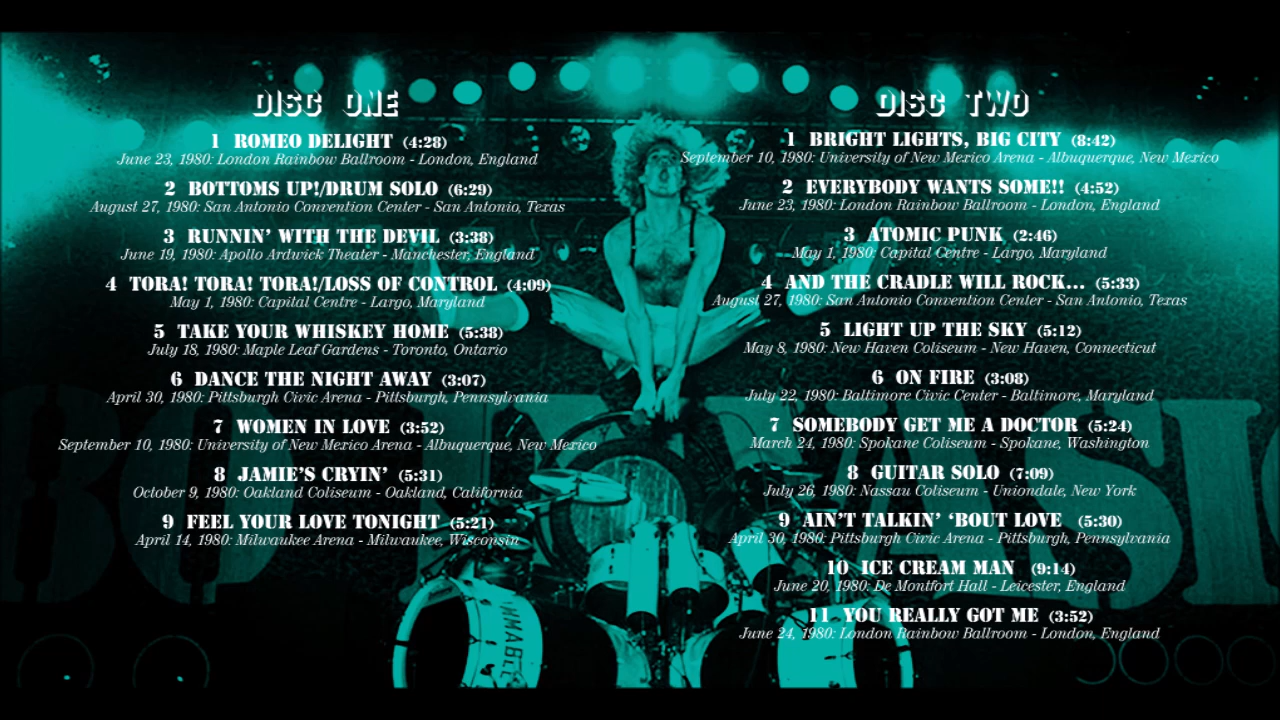 DISC ONE
1 ROMEO DELIGHT (4:28)
June 23, 1980: London Rainbow Ballroom - London, England
2 BOTTOMS UP!/DRUM SOLO (6:29)
August 27, 1980: San Antonio Convention Center - San Antonio, Texas
3 RUNNIN' WITH THE DEVIL (3:38)
June 19, 1980: Apollo Ardwick Theater - Manchester, England
4 TORA! TORA! TORA!/LOSS OF CONTROL (4:09)
May 1, 1980: Capital Centre - Largo, Maryland
5 TAKE YOUR WHISKEY HOME (5:38)
July 18, 1980: Maple Leaf Gardens - Toronto, Ontario
6 DANCE THE NIGHT AWAY (3:07)
April 30, 1980: Pittsburgh Civic Arena - Pittsburgh, Pennsylvania
7 WOMEN IN LOVE (3:52)
September 10, 1980: University of New Mexico Arena - Albuquerque, New Mexico
8 JAMIE'S CRYIN' (5:31)
October 9, 1980: Oakland Coliseum - Oakland, California
9 FEEL YOUR LOVE TONIGHT (5:21)
April 14, 1980: Milwaukee Arena - Milwaukee, Wisconsin
DISC TWO
1 BRIGHT LIGHTS, BIG CITY (8:42)
September 10, 1980: University of New Mexico Arena - Albuquerque, New Mexico
2 EVERYBODY WANTS SOME!! (4:52)
June 23, 1980: London Rainbow Ballroom - London, England
3 ATOMIC PUNK (2:46)
May 1, 1980: Capital Centre - Largo, Maryland
4 AND THE CRADLE WILL ROCK... (5:33)
August 27, 1980: San Antonio Convention Center - San Antonio, Texas
5 LIGHT UP THE SKY (5:12)
May 8, 1980: New Haven Coliseum - New Haven, Connecticut
6 ON FIRE (3:08)
July 22, 1980: Baltimore Civic Center - Baltimore, Maryland
7 SOMEBODY GET ME A DOCTOR (5:24)
March 24, 1980: Spokane Coliseum - Spokane, Washington
8 GUITAR SOLO (7:09)
July 26, 1980: Nassau Coliseum - Uniondale, New York
9 AIN'T TALKIN' 'BOUT LOVE (5:30)
April 30, 1980: Pittsburgh Civic Arena - Pittsburgh, Pennsylvania
10 ICE CREAM MAN (9:14)
June 20, 1980: De Montfort Hall - Leicester, England
11 YOU REALLY GOT ME (3:52)
June 24, 1980: London Rainbow Ballroom - London, England